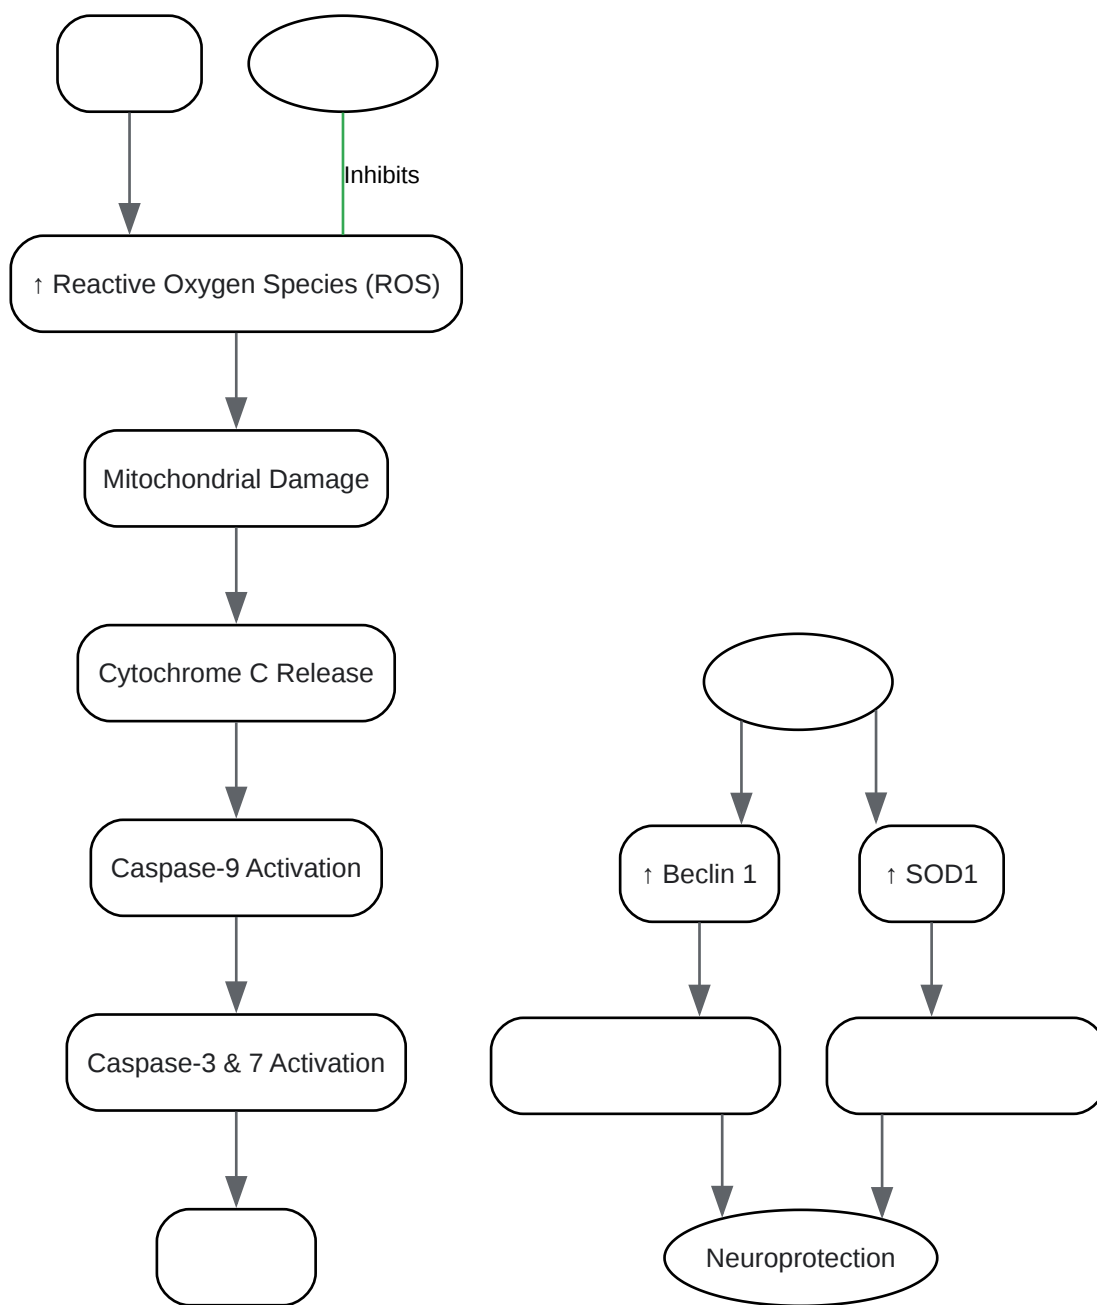 Inhibits
↑ Reactive Oxygen Species (ROS)
Mitochondrial Damage
Cytochrome C Release
Caspase-9 Activation
↑ Beclin 1
↑ SOD1
Caspase-3 & 7 Activation
Neuroprotection